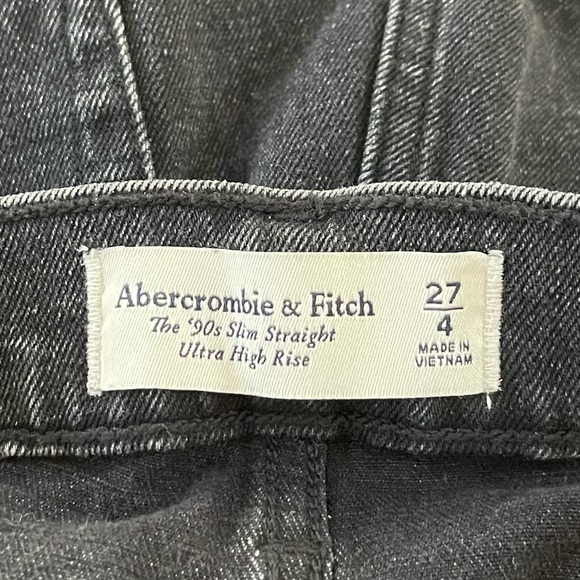 Abercrombie & Fitch
The '90s Slim Straight
Ultra High Rise
27
4
MADE IN
VIETNAM